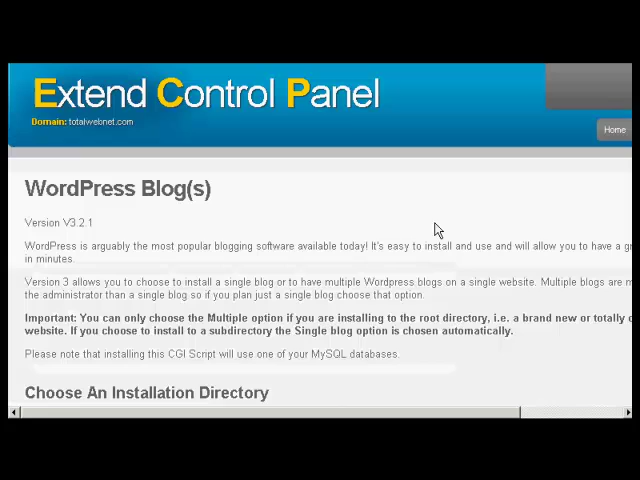 Extend Control Panel
Domain: totalwebnet.com
Home
WordPress Blog(s)
Version V3.2.1
WordPress is arguably the most popular blogging software available today! It's easy to install and use and will allow you to have a
in minutes.
Version 3 allows you to choose to install a single blog or to have multiple Wordpress blogs on a single website. Multiple blogs are
the administrator than a single blog so if you plan just a single blog choose that option.
Important: You can only choose the Multiple option if you are installing to the root directory, i.e. a brand new or totally
website. If you choose to install to a subdirectory the Single blog option is chosen automatically.
Please note that installing this CGI Script will use one of your MySQL databases.
Choose An Installation Directory